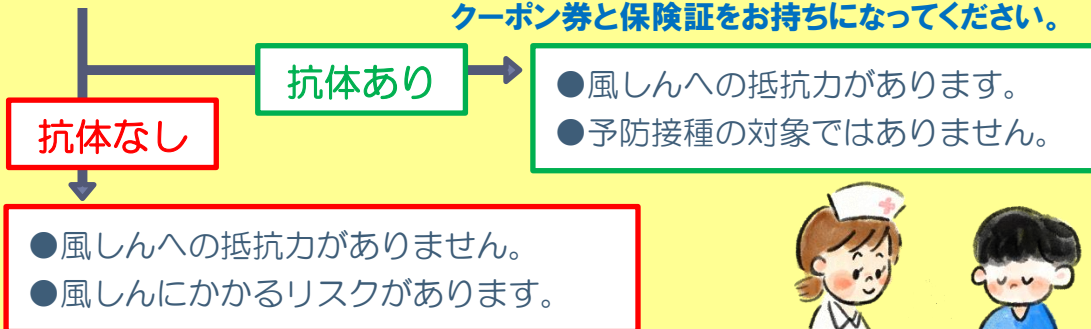 クーポン券と保険証をお持ちになってください。
抗体あり
●風しんへの抵抗力があります。
●予防接種の対象ではありません。
抗体なし
●風しんへの抵抗力がありません。
●風しんにかかるリスクがあります。